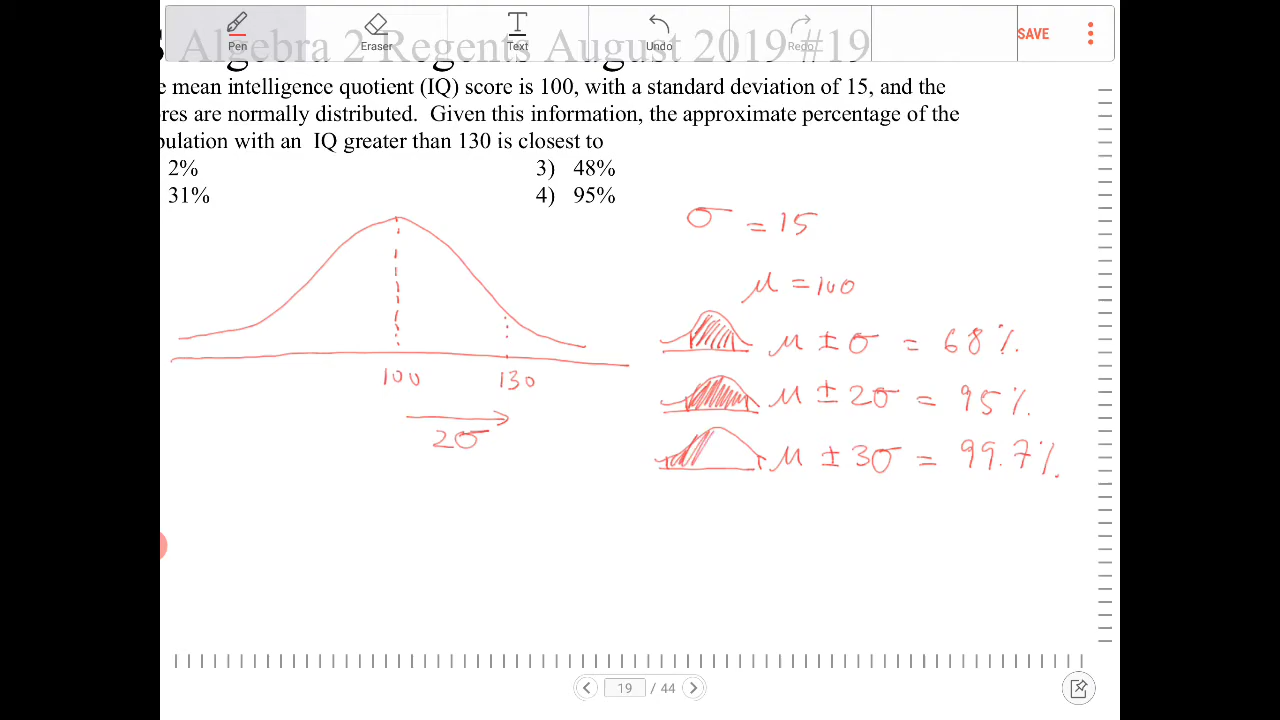 Pen Eraser Text Undo Redo SAVE
Algebra 2 Regents August 2019 #19
e mean intelligence quotient (IQ) score is 100, with a standard deviation of 15, and the
res are normally distributed. Given this information, the approximate percentage of the
pulation with an IQ greater than 130 is closest to
2% 3) 48%
31% 4) 95%
σ = 15
μ = 100
μ ± σ = 68%
μ ± 2σ = 95%
μ ± 3σ = 99.7%
100 130
2σ
19 / 44